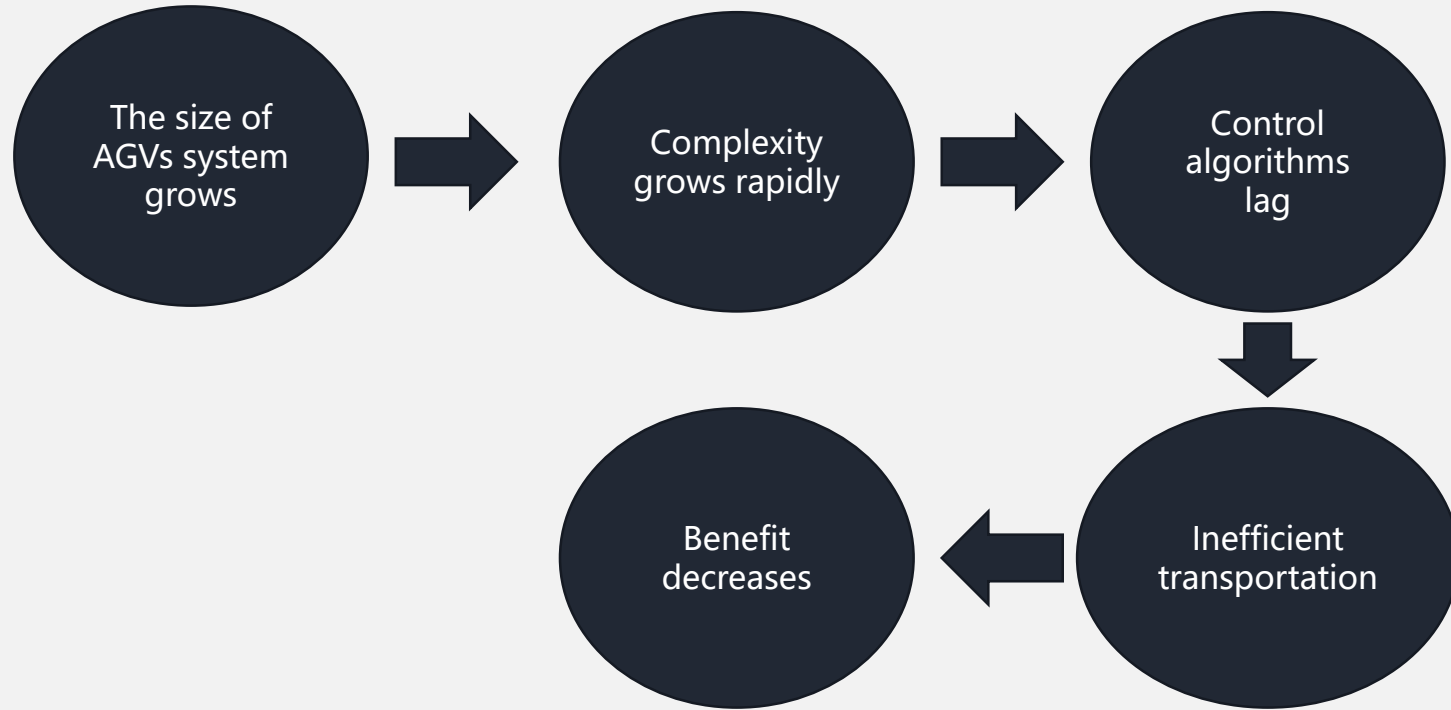 The size of
AGVs system
grows
Complexity
grows rapidly
Control
algorithms
lag
Inefficient
transportation
Benefit
decreases